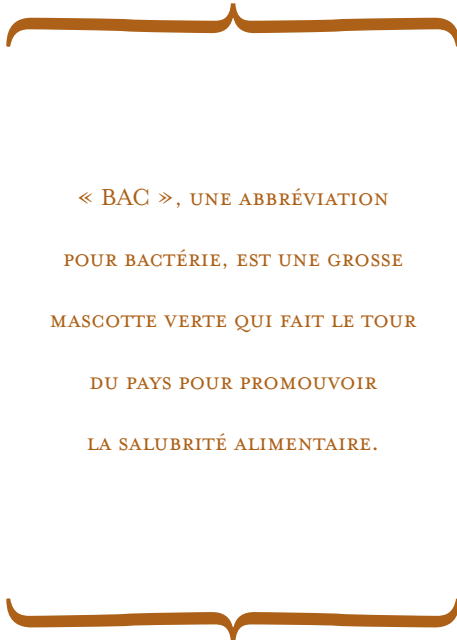 « BAC », UNE ABBRÉVIATION
POUR BACTÉRIE, EST UNE GROSSE
MASCOTTE VERTE QUI FAIT LE TOUR
DU PAYS POUR PROMOUVOIR
LA SALUBRITÉ ALIMENTAIRE.